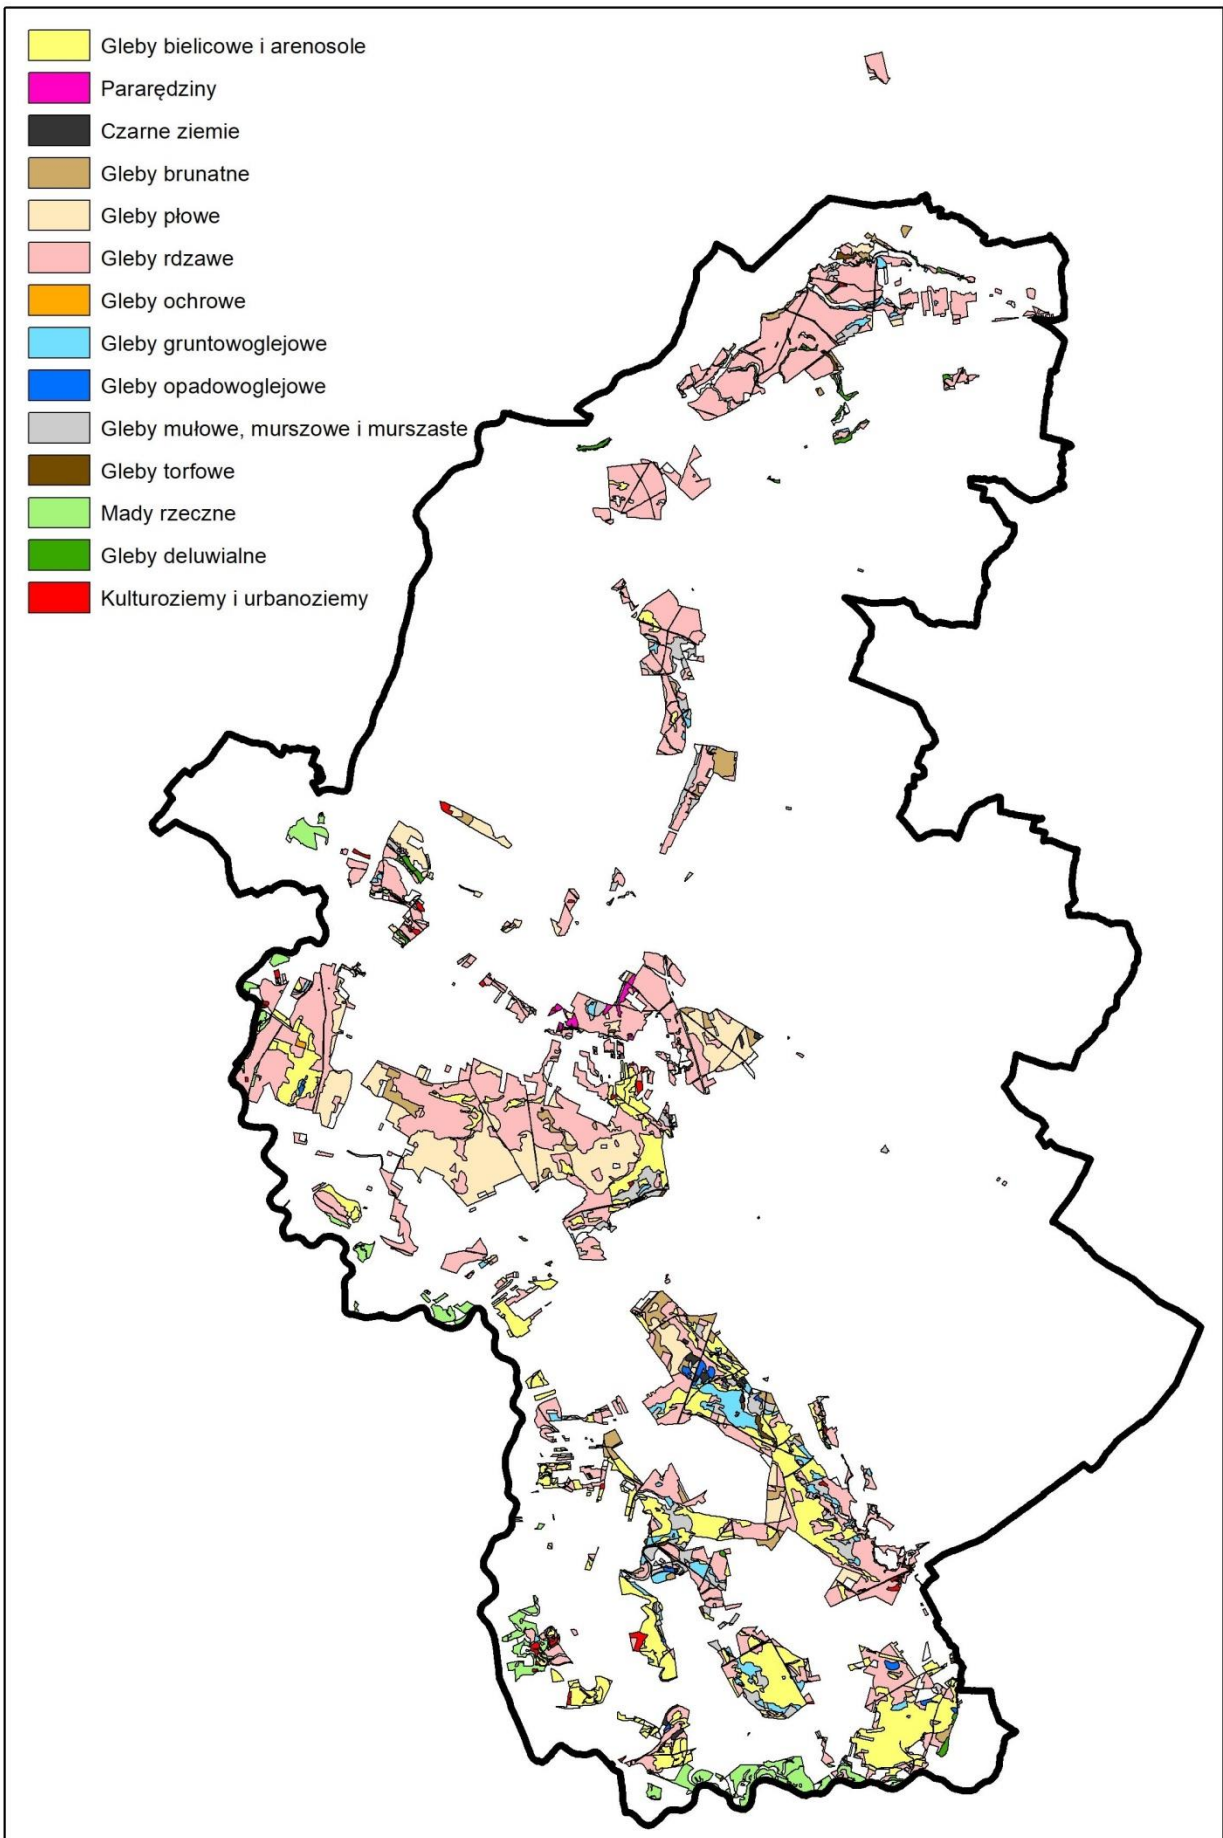 Gleby bielicowe i arenosole
Pararędziny
Czarne ziemie
Gleby brunatne
Gleby płowe
Gleby rdzawe
Gleby ochrowe
Gleby gruntowoglejowe
Gleby opadowoglejowe
Gleby mułowe, murszowe i murszaste
Gleby torfowe
Mady rzeczne
Gleby deluwialne
Kulturoziemy i urbanoziemy